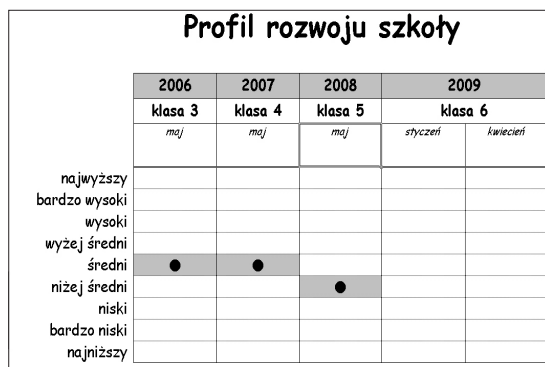 Profil rozwoju szkoły
2006 2007 2008 2009
klasa 3 klasa 4 klasa 5 klasa 6
maj maj maj styczeń kwiecień
najwyższy
bardzo wysoki
wysoki
wyżej średni
średni
niżej średni
niski
bardzo niski
najniższy